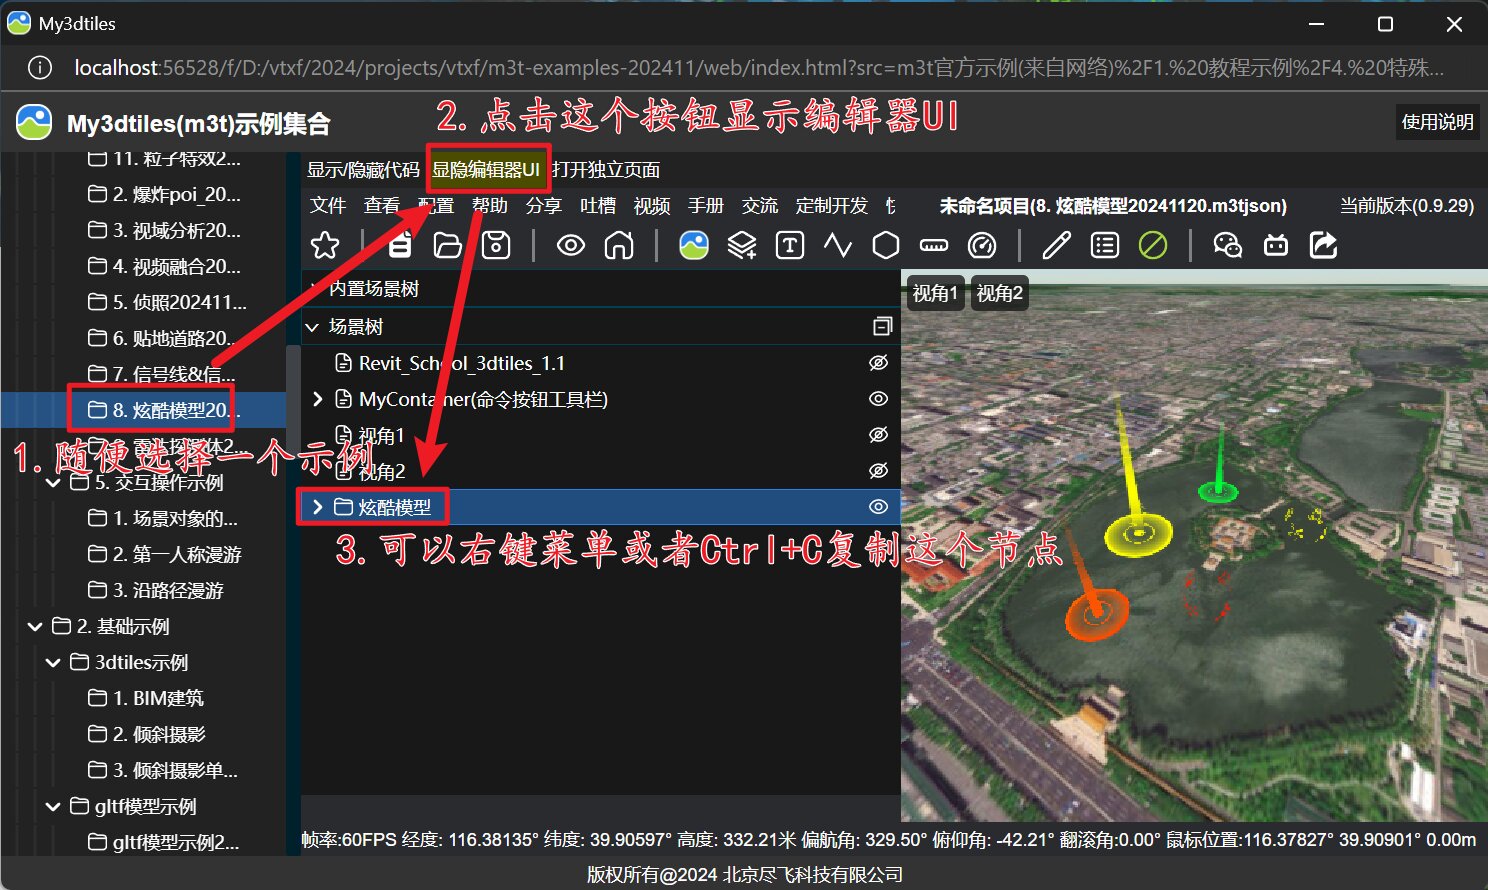 My3dtiles
localhost:56528/f/D:/vtxf/2024/projects/vtxf/m3t-examples-202411/web/index.html?src=m3t官方示例(来自网络)%2F1.%20教程示例%2F4.%20特殊...
My3dtiles(m3t)示例集合
2. 点击这个按钮显示编辑器UI
使用说明
11. 粒子特效2...
2. 爆炸poi_20...
3. 视域分析20...
4. 视频融合20...
5. 侦照202411...
6. 贴地道路20...
7. 信号线&信...
8. 炫酷模型20...
1. 随便选择一个示例
5. 交互操作示例
1. 场景对象的...
2. 第一人称漫游
3. 沿路径漫游
2. 基础示例
3dtiles示例
1. BIM建筑
2. 倾斜摄影
3. 倾斜摄影单...
gltf模型示例
gltf模型示例2...
显示/隐藏代码 显隐编辑器UI 打开独立页面
文件 查看 配置 帮助 分享 吐槽 视频 手册 交流 定制开发 未命名项目(8. 炫酷模型20241120.m3tjson) 当前版本(0.9.29)
内置场景树
场景树
Revit_School_3dtiles_1.1
MyContainer(命令按钮工具栏)
视角1
视角2
炫酷模型
3. 可以右键菜单或者Ctrl+C复制这个节点
视角1 视角2
帧率:60FPS 经度: 116.38135° 纬度: 39.90597° 高度: 332.21米 偏航角: 329.50° 俯仰角: -42.21° 翻滚角:0.00° 鼠标位置:116.37827° 39.90901° 0.00m
版权所有@2024 北京尽飞科技有限公司